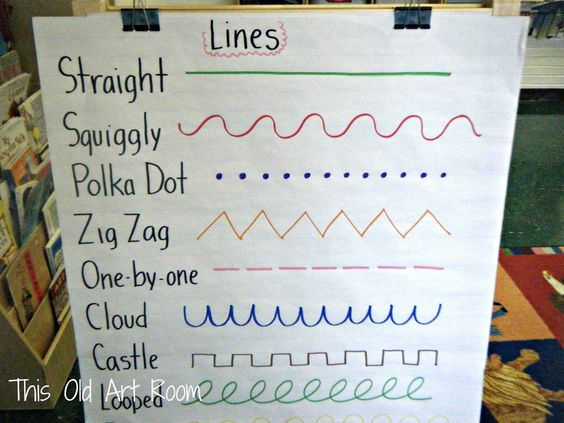 Lines
Straight
Squiggly
Polka Dot
Zig Zag
One-by-one
Cloud
Castle
Looped
This Old Art Room